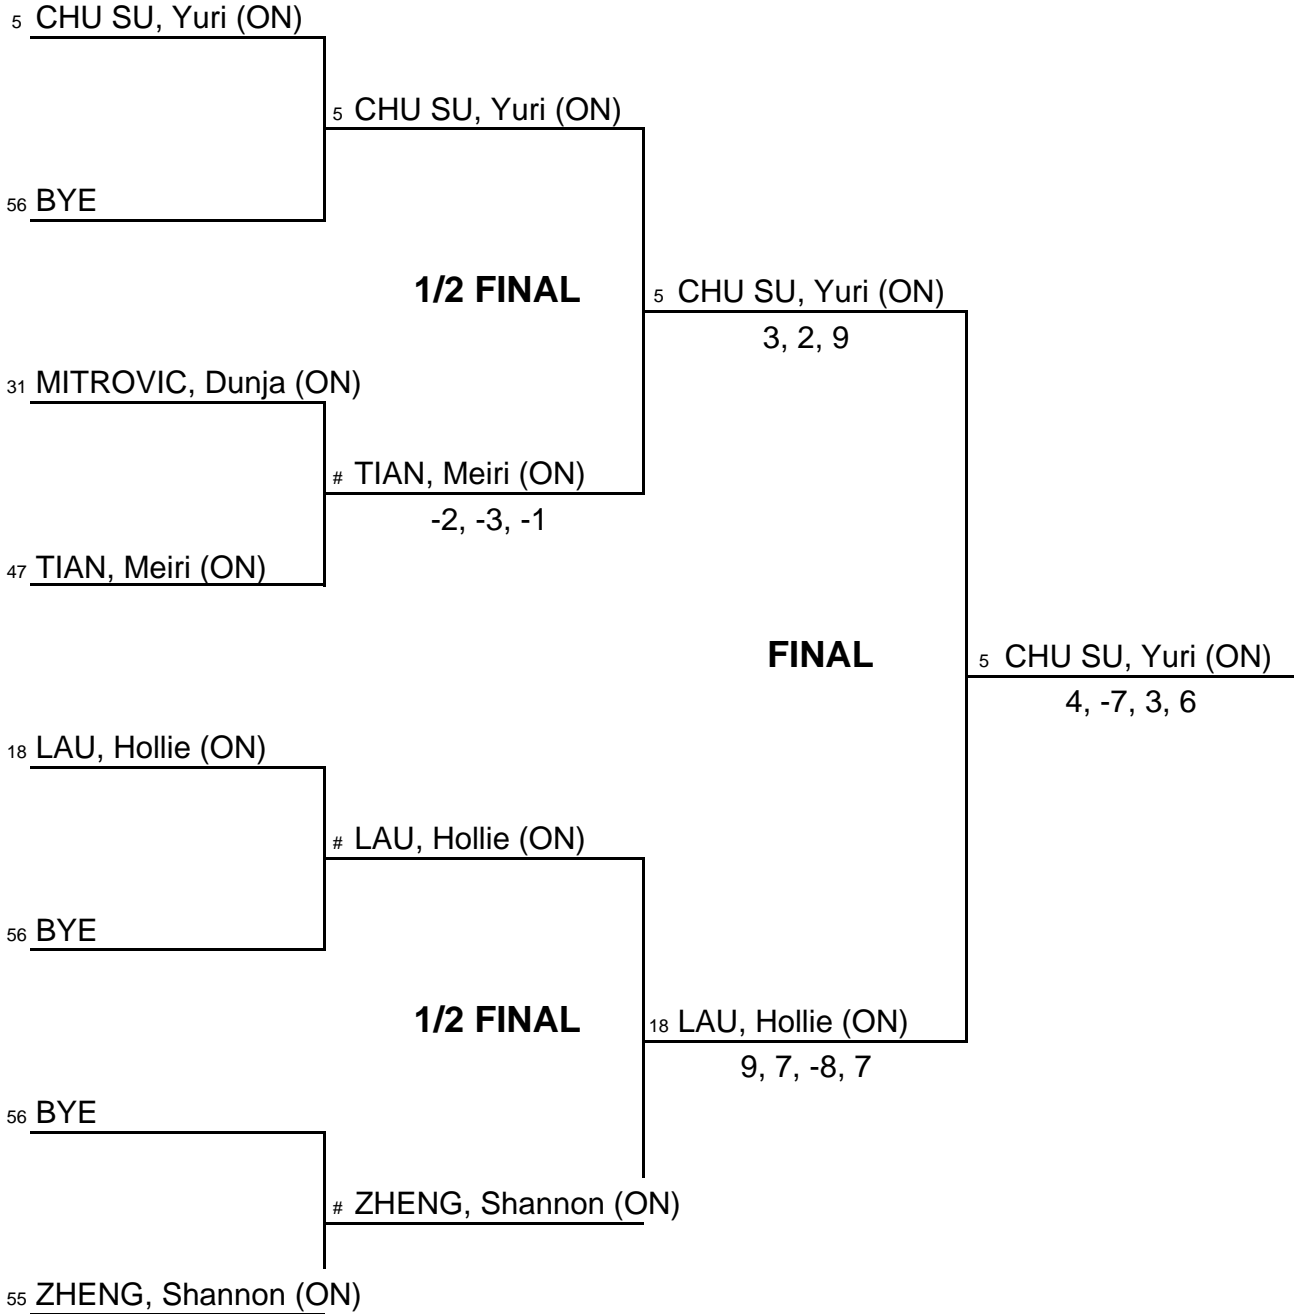 5 CHU SU, Yuri (ON)
5 CHU SU, Yuri (ON)
56 BYE
1/2 FINAL
5 CHU SU, Yuri (ON)
3, 2, 9
31 MITROVIC, Dunja (ON)
# TIAN, Meiri (ON)
-2, -3, -1
47 TIAN, Meiri (ON)
FINAL
5 CHU SU, Yuri (ON)
4, -7, 3, 6
18 LAU, Hollie (ON)
# LAU, Hollie (ON)
56 BYE
1/2 FINAL
18 LAU, Hollie (ON)
9, 7, -8, 7
56 BYE
# ZHENG, Shannon (ON)
55 ZHENG, Shannon (ON)